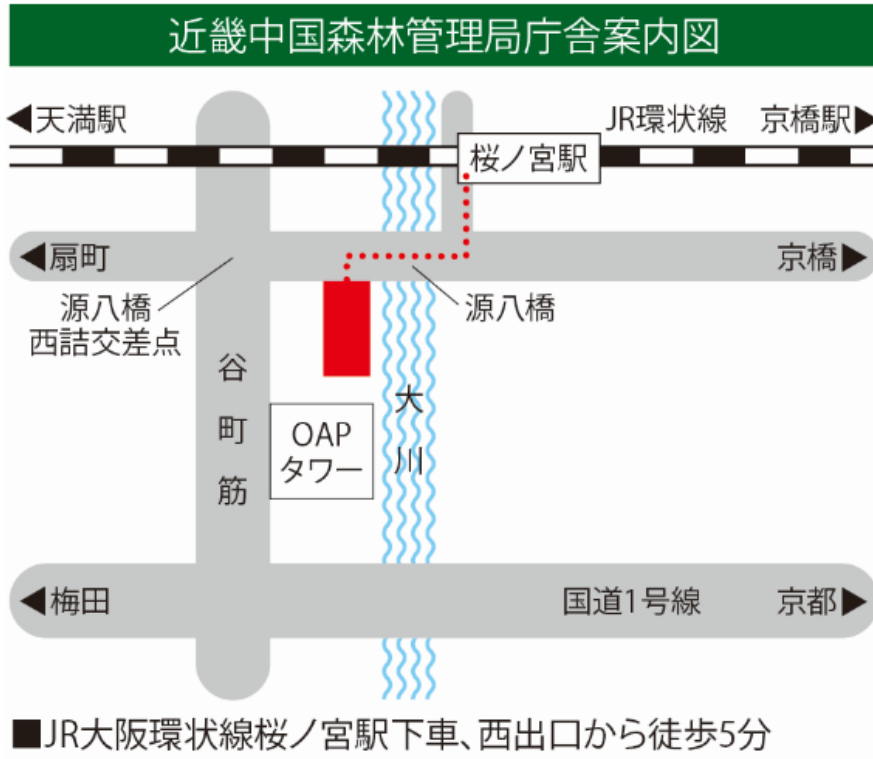 近畿中国森林管理局庁舎案内図
◀天満駅
JR環状線
京橋駅▶
桜ノ宮駅
◀扇町
京橋▶
源八橋
西詰交差点
源八橋
谷町筋
大川
OAP
タワー
◀梅田
国道1号線
京都▶
■JR大阪環状線桜ノ宮駅下車、西出口から徒歩5分